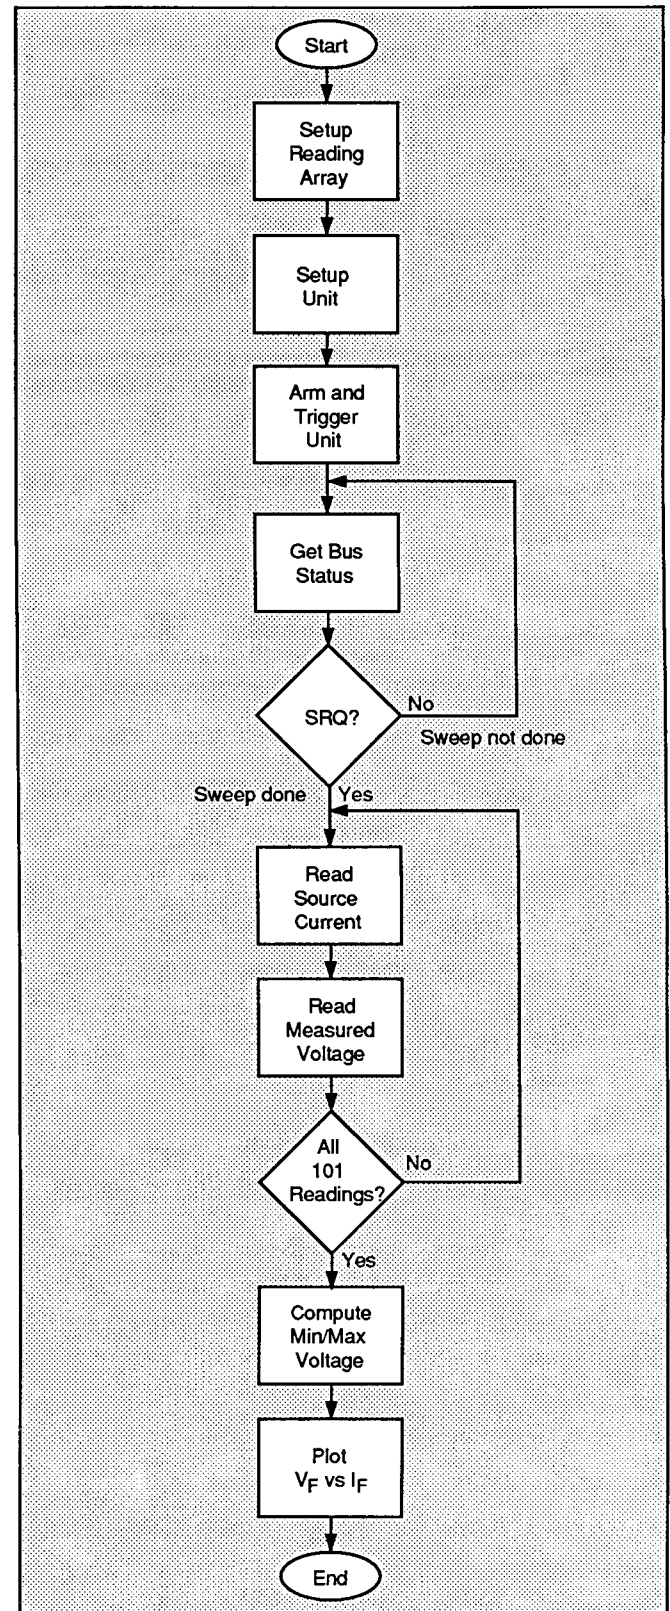 Start
Setup
Reading
Array
Setup
Unit
Arm and
Trigger
Unit
Get Bus
Status
SRQ?
No
Sweep not done
Sweep done
Yes
Read
Source
Current
Read
Measured
Voltage
All
101
Readings?
No
Yes
Compute
Min/Max
Voltage
Plot
VF vs IF
End